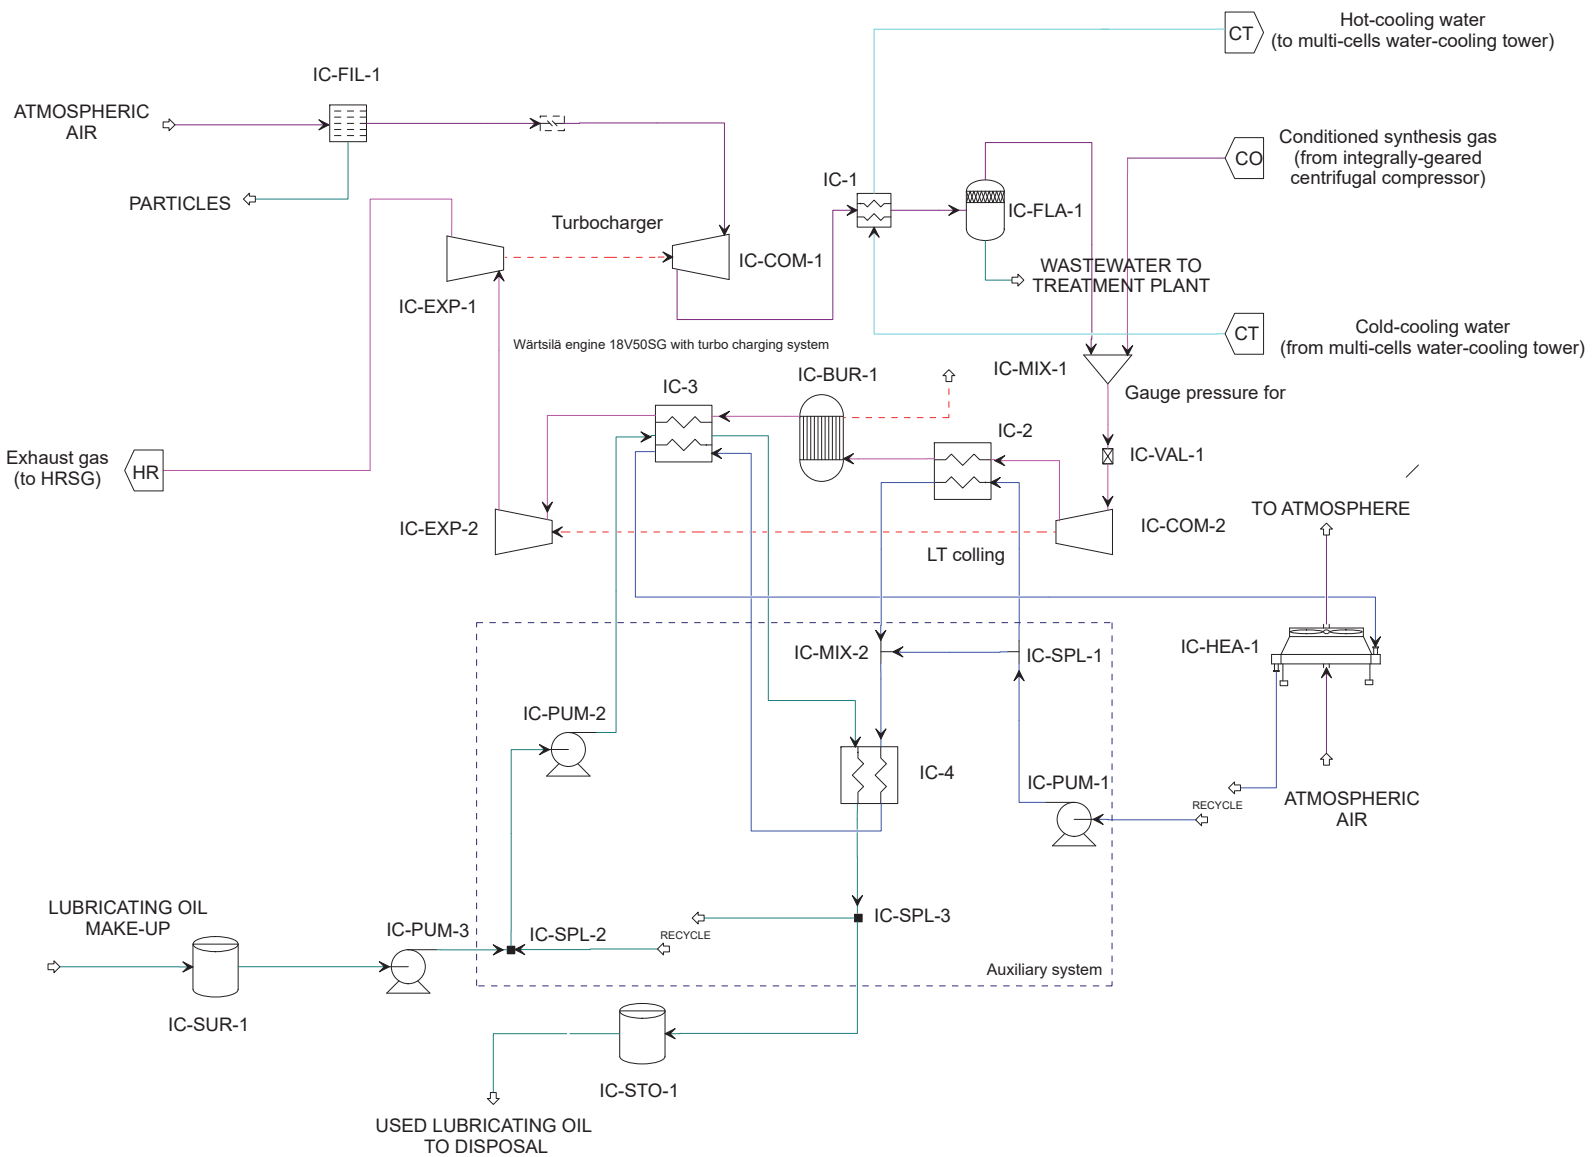 Hot-cooling water
(to multi-cells water-cooling tower)
CT
IC-FIL-1
ATMOSPHERIC
AIR
Conditioned synthesis gas
(from integrally-geared
centrifugal compressor)
CO
IC-1
PARTICLES
IC-FLA-1
Turbocharger
IC-COM-1
WASTEWATER TO
TREATMENT PLANT
IC-EXP-1
CT
Cold-cooling water
(from multi-cells water-cooling tower)
Wärtsilä engine 18V50SG with turbo charging system
IC-MIX-1
IC-BUR-1
IC-3
Gauge pressure for
IC-2
IC-VAL-1
Exhaust gas
(to HRSG)
HR
TO ATMOSPHERE
IC-EXP-2
IC-COM-2
LT colling
IC-HEA-1
IC-MIX-2
IC-SPL-1
IC-PUM-2
IC-4
IC-PUM-1
RECYCLE
ATMOSPHERIC
AIR
LUBRICATING OIL
MAKE-UP
IC-PUM-3
IC-SPL-2
RECYCLE
IC-SPL-3
Auxiliary system
IC-SUR-1
IC-STO-1
USED LUBRICATING OIL
TO DISPOSAL